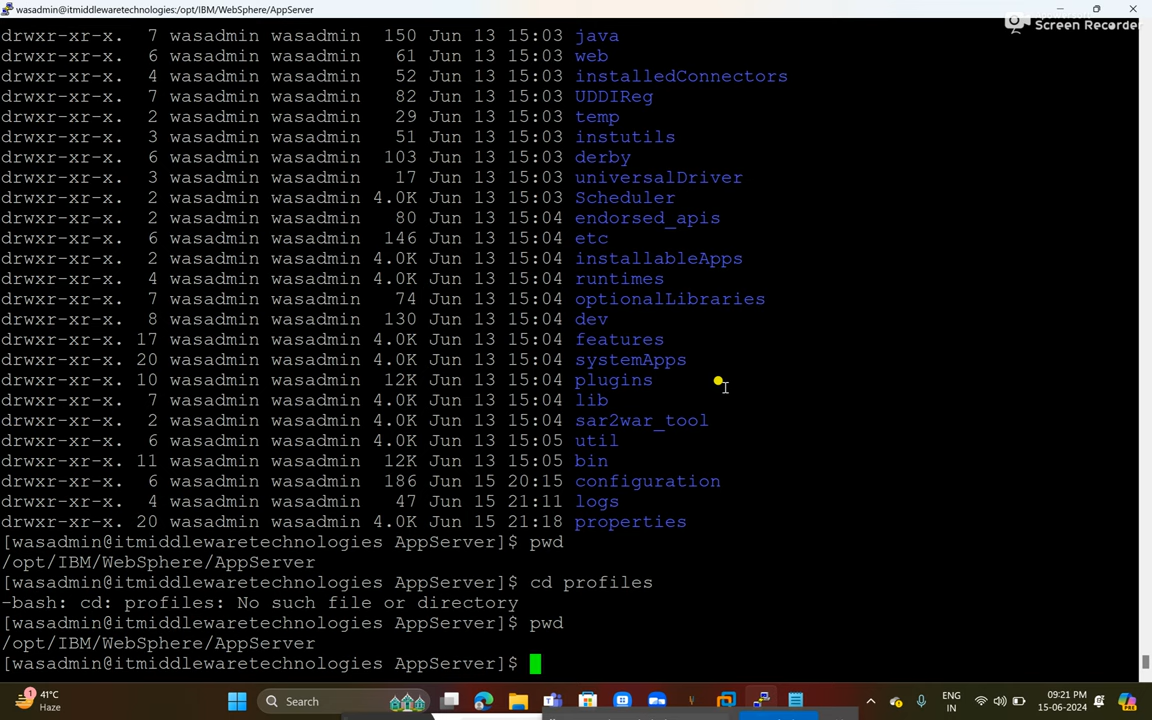 wasadmin@itmiddlewaretechnologies:/opt/IBM/WebSphere/AppServer
Screen Recorder
drwxr-xr-x. 7 wasadmin wasadmin 150 Jun 13 15:03 java
drwxr-xr-x. 6 wasadmin wasadmin 61 Jun 13 15:03 web
drwxr-xr-x. 4 wasadmin wasadmin 52 Jun 13 15:03 installedConnectors
drwxr-xr-x. 7 wasadmin wasadmin 82 Jun 13 15:03 UDDIReg
drwxr-xr-x. 2 wasadmin wasadmin 29 Jun 13 15:03 temp
drwxr-xr-x. 3 wasadmin wasadmin 51 Jun 13 15:03 instutils
drwxr-xr-x. 6 wasadmin wasadmin 103 Jun 13 15:03 derby
drwxr-xr-x. 3 wasadmin wasadmin 17 Jun 13 15:03 universalDriver
drwxr-xr-x. 2 wasadmin wasadmin 4.0K Jun 13 15:03 Scheduler
drwxr-xr-x. 2 wasadmin wasadmin 80 Jun 13 15:04 endorsed_apis
drwxr-xr-x. 6 wasadmin wasadmin 146 Jun 13 15:04 etc
drwxr-xr-x. 2 wasadmin wasadmin 4.0K Jun 13 15:04 installableApps
drwxr-xr-x. 4 wasadmin wasadmin 4.0K Jun 13 15:04 runtimes
drwxr-xr-x. 7 wasadmin wasadmin 74 Jun 13 15:04 optionalLibraries
drwxr-xr-x. 8 wasadmin wasadmin 130 Jun 13 15:04 dev
drwxr-xr-x. 17 wasadmin wasadmin 4.0K Jun 13 15:04 features
drwxr-xr-x. 20 wasadmin wasadmin 4.0K Jun 13 15:04 systemApps
drwxr-xr-x. 10 wasadmin wasadmin 12K Jun 13 15:04 plugins
drwxr-xr-x. 7 wasadmin wasadmin 4.0K Jun 13 15:04 lib
drwxr-xr-x. 2 wasadmin wasadmin 4.0K Jun 13 15:04 sar2war_tool
drwxr-xr-x. 6 wasadmin wasadmin 4.0K Jun 13 15:05 util
drwxr-xr-x. 11 wasadmin wasadmin 12K Jun 13 15:05 bin
drwxr-xr-x. 6 wasadmin wasadmin 186 Jun 15 20:15 configuration
drwxr-xr-x. 4 wasadmin wasadmin 47 Jun 15 21:11 logs
drwxr-xr-x. 20 wasadmin wasadmin 4.0K Jun 15 21:18 properties
[wasadmin@itmiddlewaretechnologies AppServer]$ pwd
/opt/IBM/WebSphere/AppServer
[wasadmin@itmiddlewaretechnologies AppServer]$ cd profiles
-bash: cd: profiles: No such file or directory
[wasadmin@itmiddlewaretechnologies AppServer]$ pwd
/opt/IBM/WebSphere/AppServer
[wasadmin@itmiddlewaretechnologies AppServer]$
1
41°C
Haze
Search
ENG
IN
09:21 PM
15-06-2024